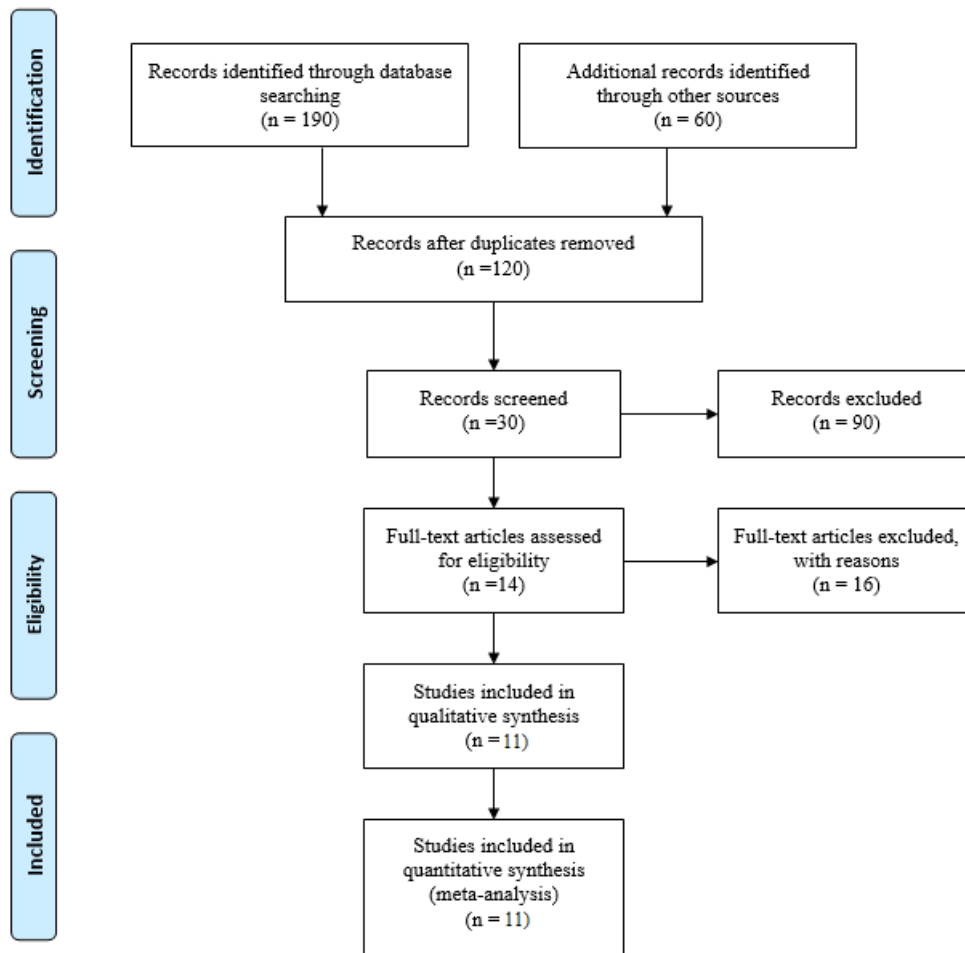 Identification
Records identified through database
searching
(n = 190)
Additional records identified
through other sources
(n = 60)
Records after duplicates removed
(n =120)
Screening
Records screened
(n =30)
Records excluded
(n = 90)
Eligibility
Full-text articles assessed
for eligibility
(n =14)
Full-text articles excluded,
with reasons
(n = 16)
Studies included in
qualitative synthesis
(n = 11)
Included
Studies included in
quantitative synthesis
(meta-analysis)
(n = 11)